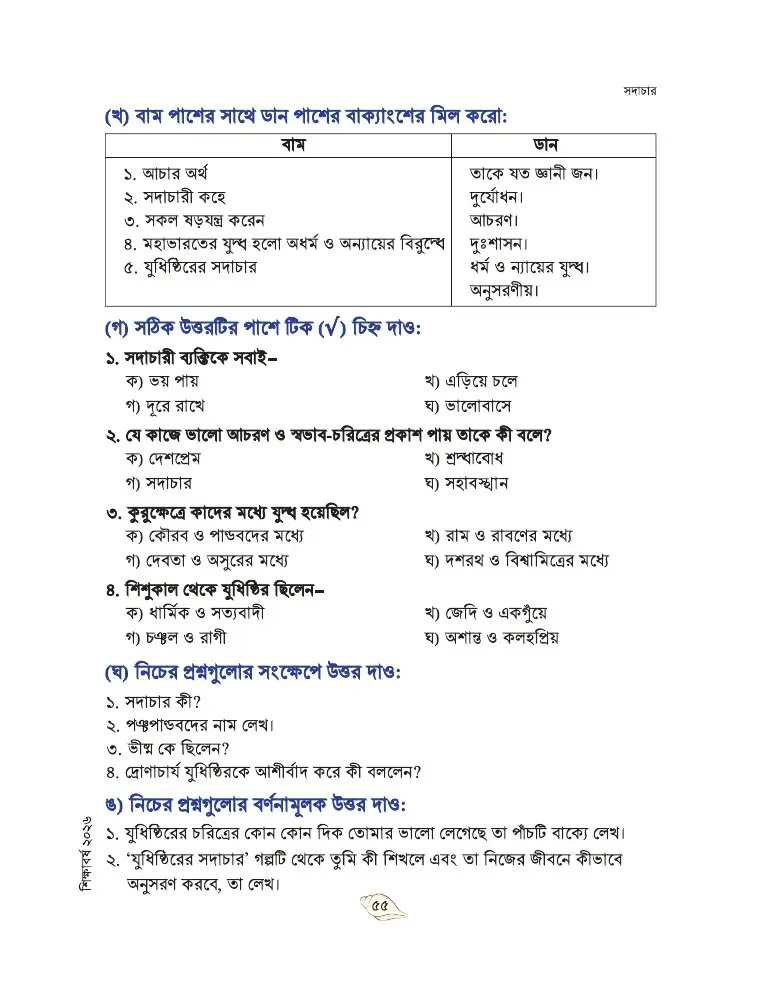 সদাচার
(খ) বাম পাশের সাথে ডান পাশের বাক্যাংশের মিল করো:
বাম ডান
১. আচার অর্থ তাকে যত জ্ঞানী জন।
২. সদাচারী কহে দুর্যোধন।
৩. সকল ষড়যন্ত্র করেন আচরণ।
৪. মহাভারতের যুদ্ধ হলো অধর্ম ও অন্যায়ের বিরুদ্ধে দুঃশাসন।
৫. যুধিষ্ঠিরের সদাচার ধর্ম ও ন্যায়ের যুদ্ধ।
অনুসরণীয়।
(গ) সঠিক উত্তরটির পাশে টিক (√) চিহ্ন দাও:
১. সদাচারী ব্যক্তিকে সবাই–
ক) ভয় পায় খ) এড়িয়ে চলে
গ) দূরে রাখে ঘ) ভালোবাসে
২. যে কাজে ভালো আচরণ ও স্বভাব-চরিত্রের প্রকাশ পায় তাকে কী বলে?
ক) দেশপ্রেম খ) শ্রদ্ধাবোধ
গ) সদাচার ঘ) সহাবস্থান
৩. কুরুক্ষেত্রে কাদের মধ্যে যুদ্ধ হয়েছিল?
ক) কৌরব ও পান্ডবদের মধ্যে খ) রাম ও রাবণের মধ্যে
গ) দেবতা ও অসুরের মধ্যে ঘ) দশরথ ও বিশ্বামিত্রের মধ্যে
৪. শিশুকাল থেকে যুধিষ্ঠির ছিলেন–
ক) ধার্মিক ও সত্যবাদী খ) জেদি ও একগুঁয়ে
গ) চঞ্চল ও রাগী ঘ) অশান্ত ও কলহপ্রিয়
(ঘ) নিচের প্রশ্নগুলোর সংক্ষেপে উত্তর দাও:
১. সদাচার কী?
২. পঞ্চপান্ডবদের নাম লেখ।
৩. ভীষ্ম কে ছিলেন?
৪. দ্রোণাচার্য যুধিষ্ঠিরকে আশীর্বাদ করে কী বললেন?
ঙ) নিচের প্রশ্নগুলোর বর্ণনামূলক উত্তর দাও:
১. যুধিষ্ঠিরের চরিত্রের কোন কোন দিক তোমার ভালো লেগেছে তা পাঁচটি বাক্যে লেখ।
২. ‘যুধিষ্ঠিরের সদাচার’ গল্পটি থেকে তুমি কী শিখলে এবং তা নিজের জীবনে কীভাবে
অনুসরণ করবে, তা লেখ।
শিক্ষাবর্ষ ২০২৬
৫৫